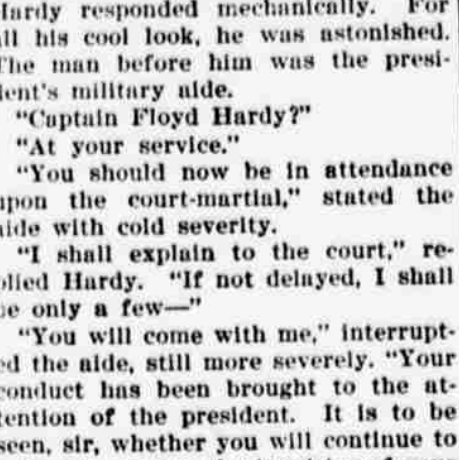 Hardy responded mechanically. For
all his cool look, he was astonished.
The man before him was the presi-
dent's military aide.
"Captain Floyd Hardy?"
"At your service."
"You should now be in attendance
upon the court-martial," stated the
aide with cold severity.
"I shall explain to the court," re-
plied Hardy. "If not delayed, I shall
be only a few—"
"You will come with me," interrupt-
ed the aide, still more severely. "Your
conduct has been brought to the at-
tention of the president. It is to be
seen, sir, whether you will continue to